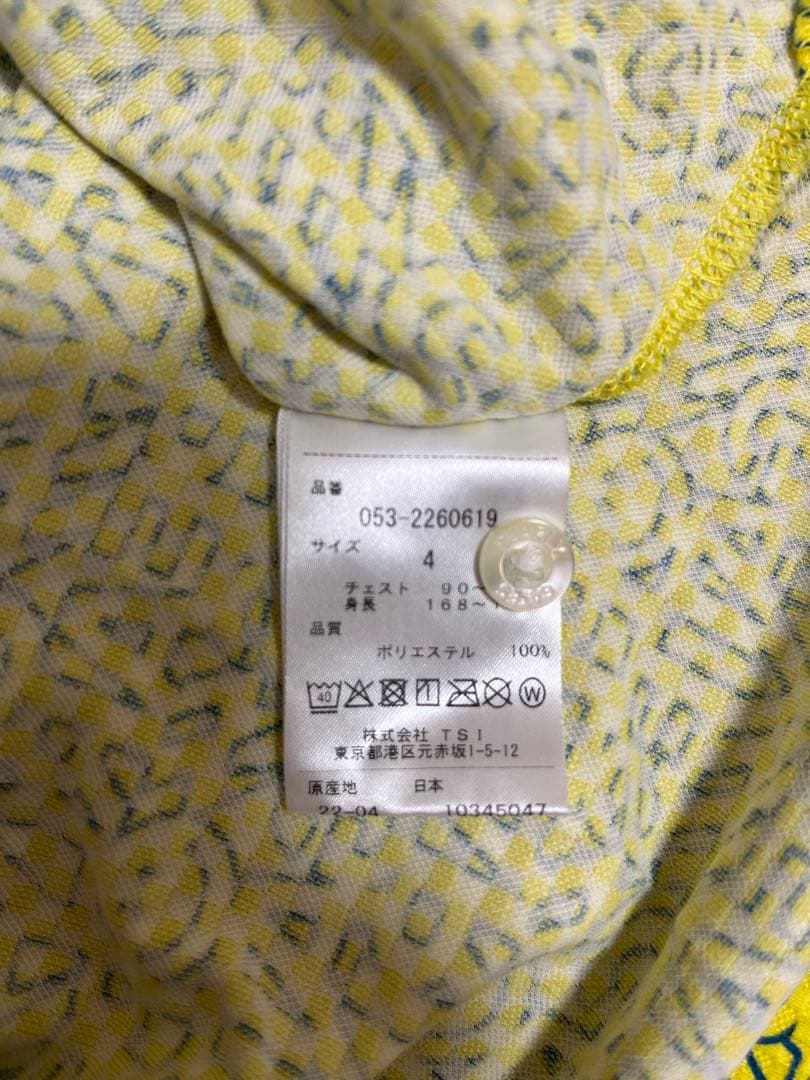 品番
053-2260619
サイズ
4
チェスト 90~
身長 168~
品質
ポリエステル 100%
40
株式会社 TSI
東京都港区元赤坂1-5-12
原産地 日本
22-04 10345047